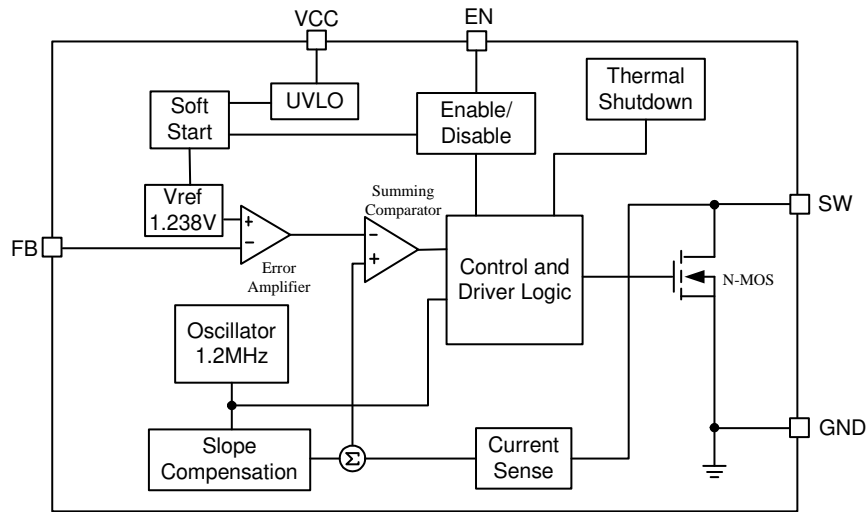 VCC
EN
UVLO
Soft
Start
Enable/
Disable
Thermal
Shutdown
Vref
1.238V
+
−
Error
Amplifier
Summing
Comparator
−
+
Control and
Driver Logic
SW
FB
N-MOS
Oscillator
1.2MHz
Slope
Compensation
Σ
Current
Sense
GND